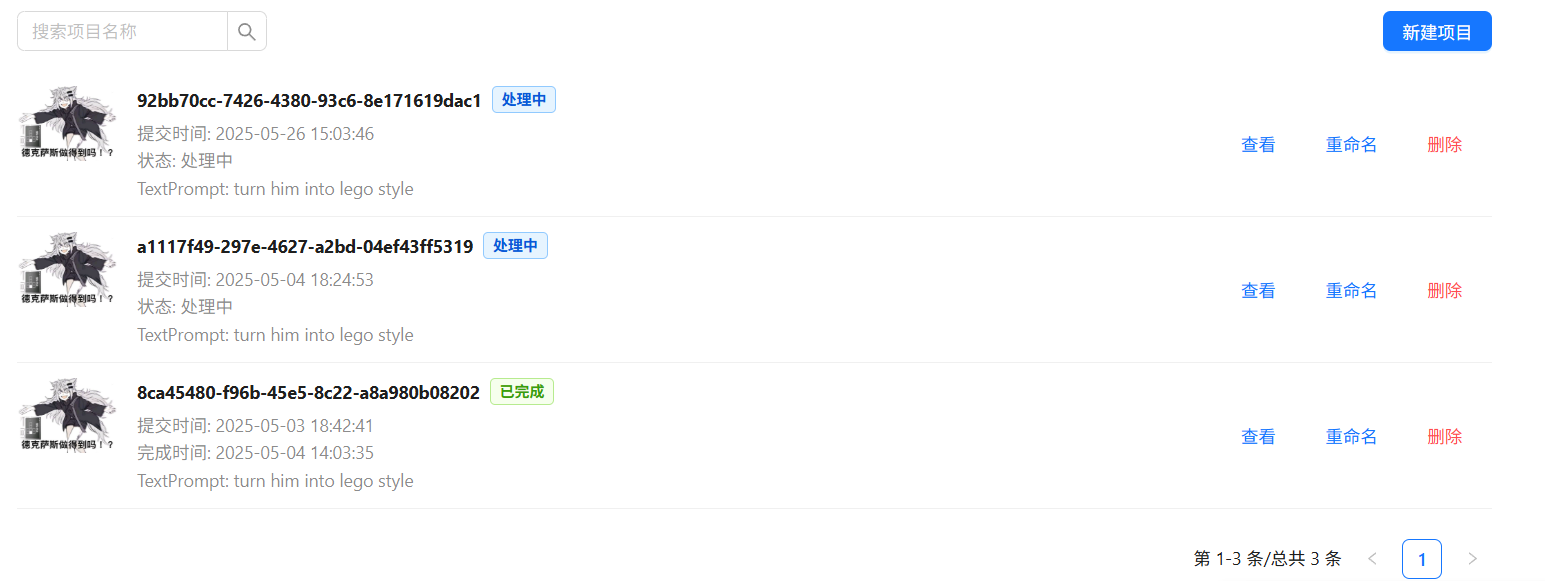 搜索项目名称
新建项目
92bb70cc-7426-4380-93c6-8e171619dac1 处理中
提交时间: 2025-05-26 15:03:46
状态: 处理中
TextPrompt: turn him into lego style
德克萨斯做得到吗！？
查看 重命名 删除
a1117f49-297e-4627-a2bd-04ef43ff5319 处理中
提交时间: 2025-05-04 18:24:53
状态: 处理中
TextPrompt: turn him into lego style
德克萨斯做得到吗！？
查看 重命名 删除
8ca45480-f96b-45e5-8c22-a8a980b08202 已完成
提交时间: 2025-05-03 18:42:41
完成时间: 2025-05-04 14:03:35
TextPrompt: turn him into lego style
德克萨斯做得到吗！？
查看 重命名 删除
第 1-3 条/总共 3 条 < 1 >